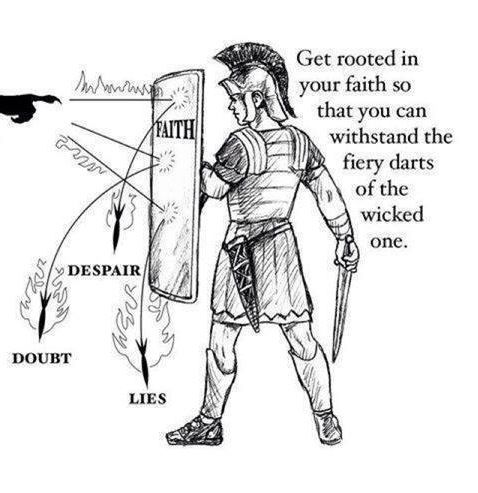 Get rooted in
your faith so
that you can
withstand the
fiery darts
of the
wicked
one.
FAITH
DESPAIR
DOUBT
LIES